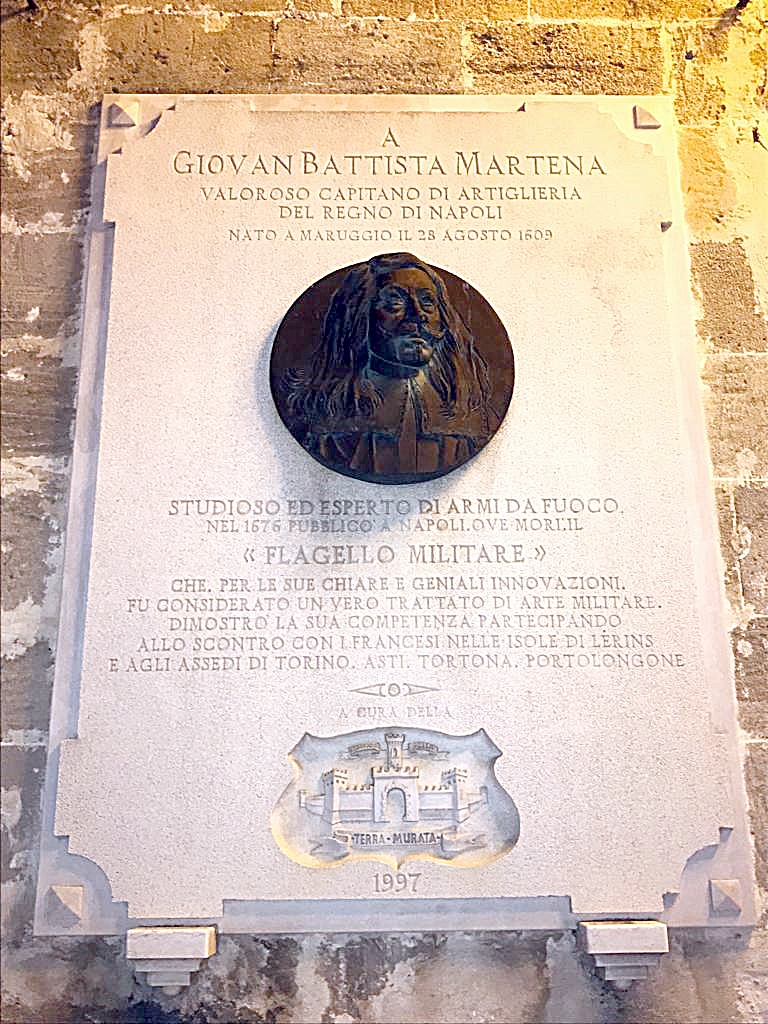 A
GIOVAN BATTISTA MARTENA
VALOROSO CAPITANO DI ARTIGLIERIA
DEL REGNO DI NAPOLI
NATO A MARUGGIO IL 28 AGOSTO 1609
STUDIOSO ED ESPERTO DI ARMI DA FUOCO.
NEL 1676 PUBBLICO' A NAPOLI, OVE MORI', IL
« FLAGELLO MILITARE »
CHE, PER LE SUE CHIARE E GENIALI INNOVAZIONI,
FU CONSIDERATO UN VERO TRATTATO DI ARTE MILITARE.
DIMOSTRO' LA SUA COMPETENZA PARTECIPANDO
ALLO SCONTRO CON I FRANCESI NELLE ISOLE DI LÈRINS
E AGLI ASSEDI DI TORINO, ASTI, TORTONA, PORTOLONGONE
A CURA DELLA
·TERRA·MURATA·
1997